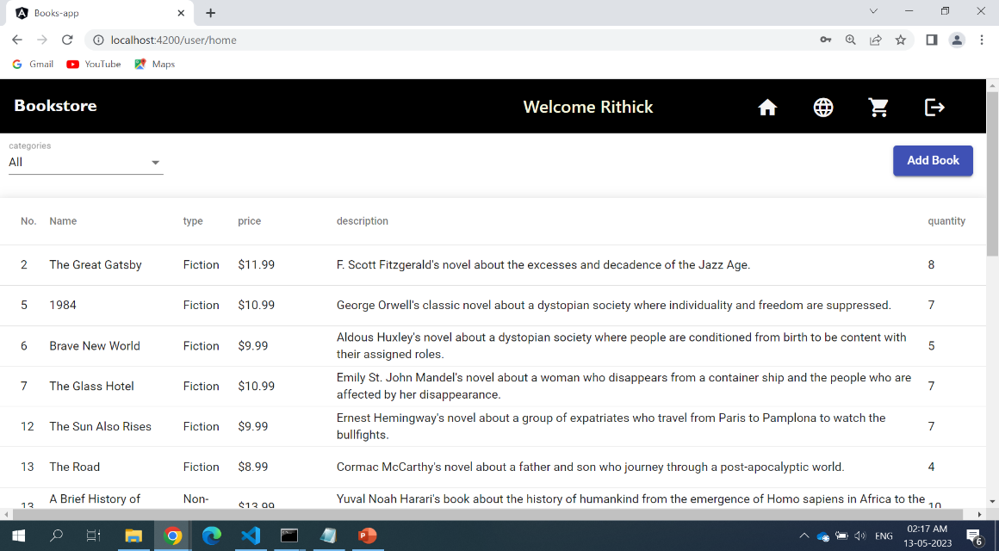 Books-app
localhost:4200/user/home
Gmail YouTube Maps
Bookstore Welcome Rithick
categories
All
Add Book
No. Name type price description quantity
2 The Great Gatsby Fiction $11.99 F. Scott Fitzgerald's novel about the excesses and decadence of the Jazz Age. 8
5 1984 Fiction $10.99 George Orwell's classic novel about a dystopian society where individuality and freedom are suppressed. 7
6 Brave New World Fiction $9.99 Aldous Huxley's novel about a dystopian society where people are conditioned from birth to be content with
their assigned roles. 5
7 The Glass Hotel Fiction $10.99 Emily St. John Mandel's novel about a woman who disappears from a container ship and the people who are
affected by her disappearance. 7
12 The Sun Also Rises Fiction $9.99 Ernest Hemingway's novel about a group of expatriates who travel from Paris to Pamplona to watch the
bullfights. 7
13 The Road Fiction $8.99 Cormac McCarthy's novel about a father and son who journey through a post-apocalyptic world. 4
A Brief History of Non- Yuval Noah Harari's book about the history of humankind from the emergence of Homo sapiens in Africa to the
13 $13.99 10
ENG 02:17 AM
13-05-2023 6